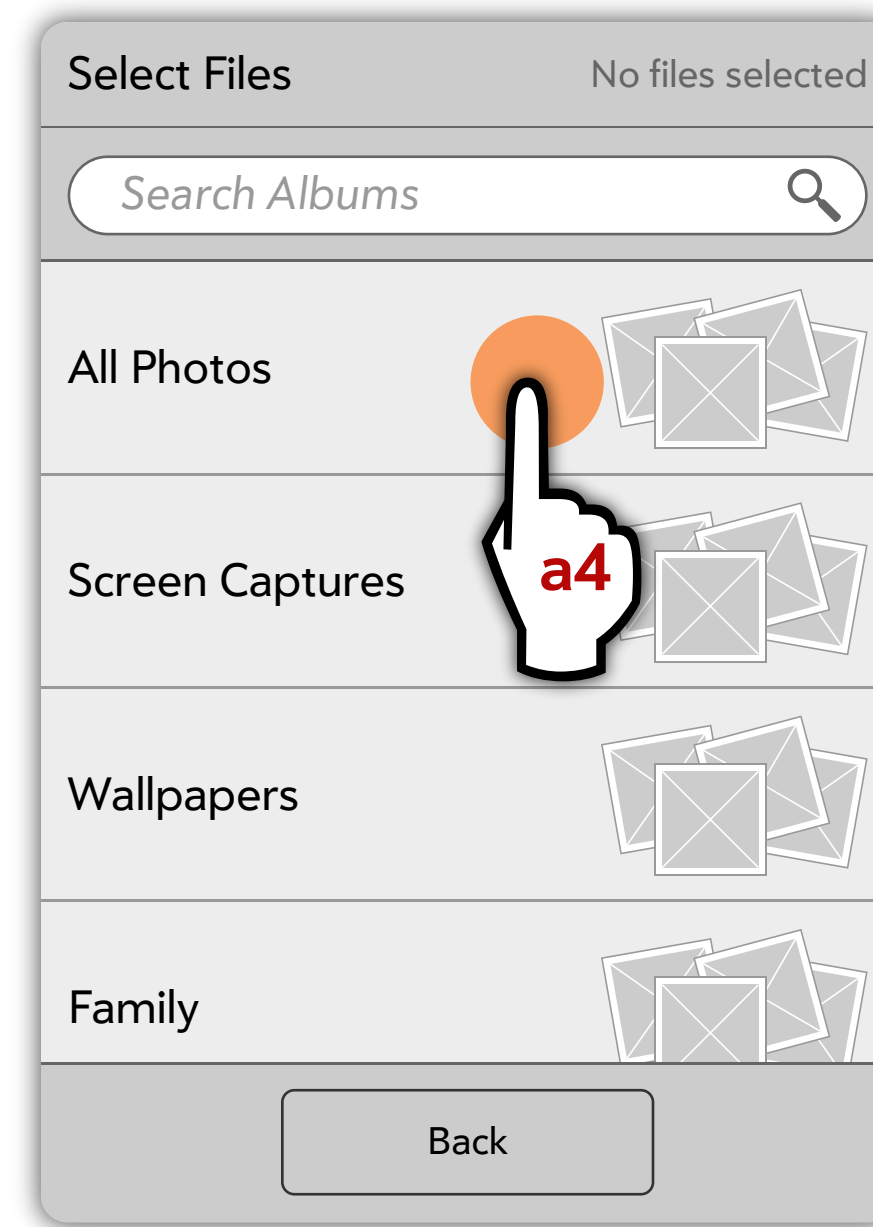 Select Files
No files selected
Search Albums
All Photos
a4
Screen Captures
Wallpapers
Family
Back